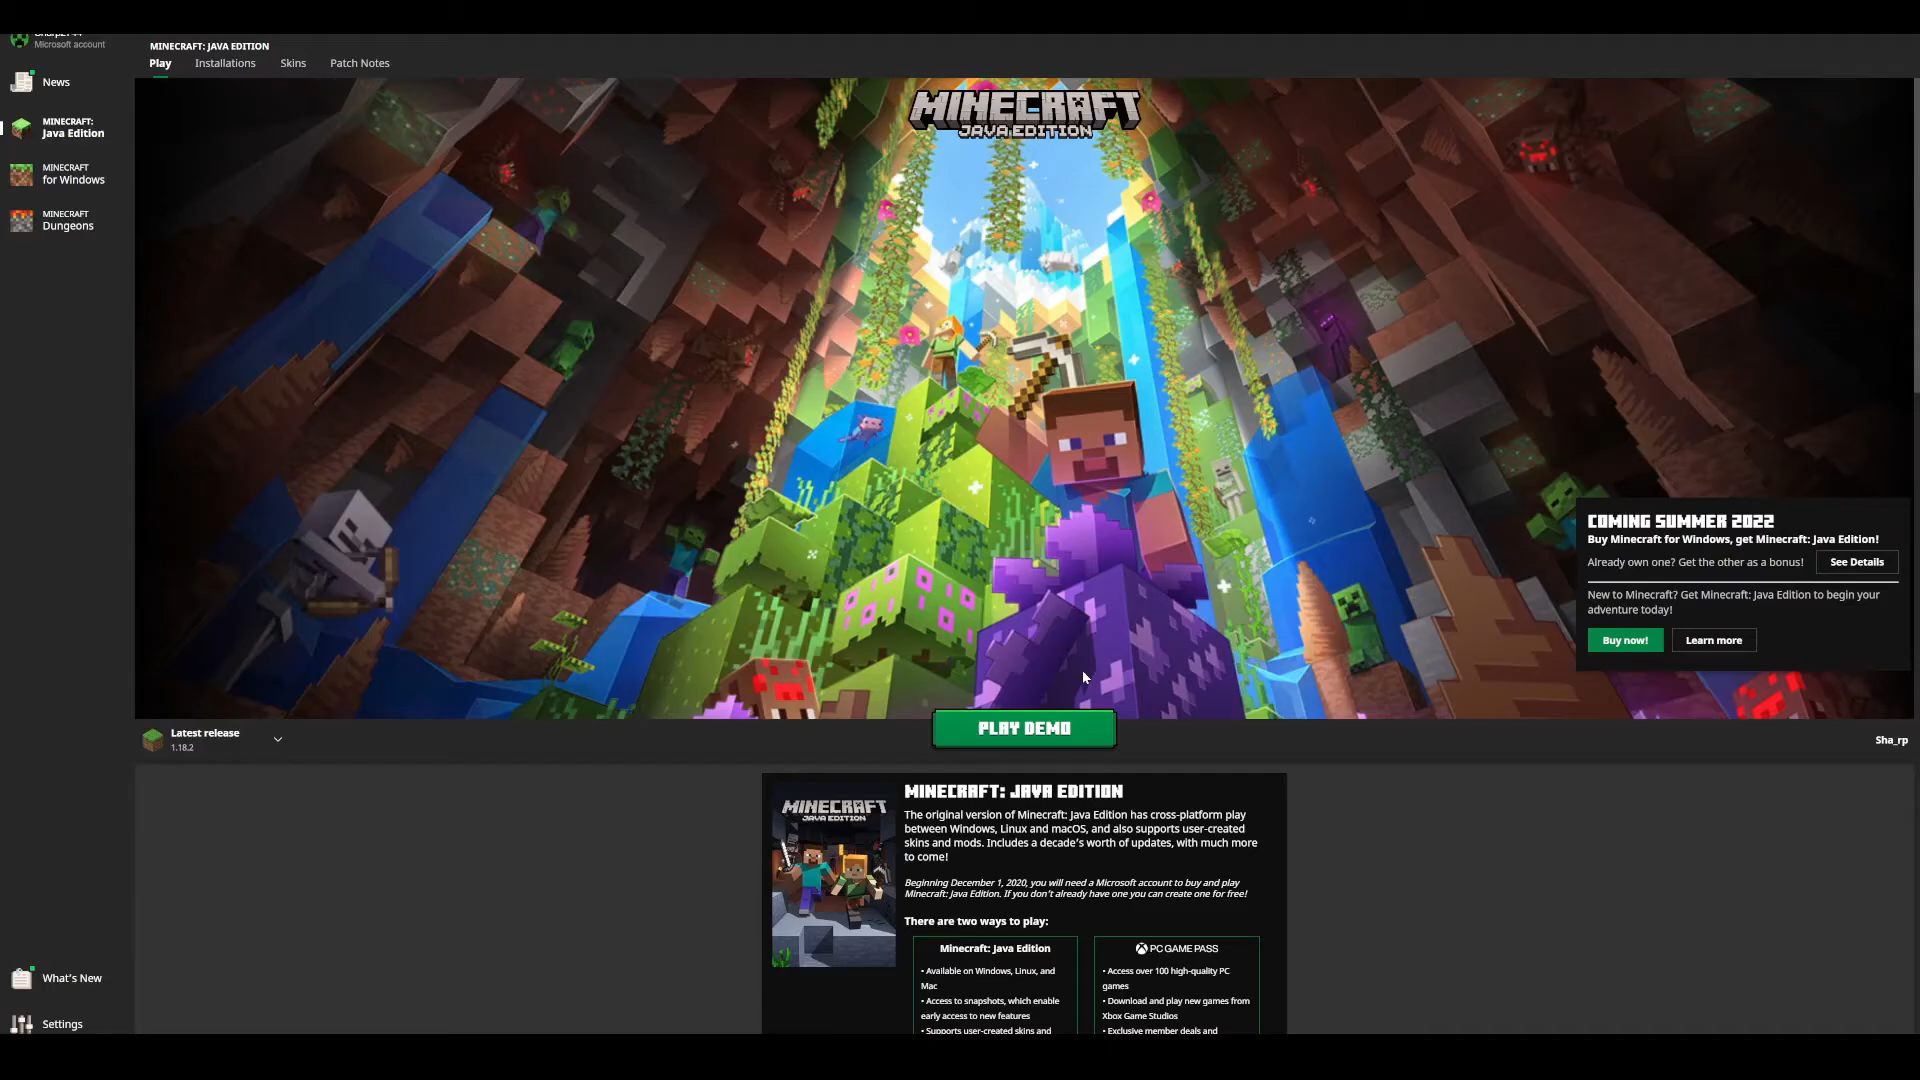 Microsoft account
News
MINECRAFT:
Java Edition
MINECRAFT
for Windows
MINECRAFT
Dungeons
What's New
Settings
MINECRAFT: JAVA EDITION
Play Installations Skins Patch Notes
MINECRAFT
JAVA EDITION
COMING SUMMER 2022
Buy Minecraft for Windows, get Minecraft: Java Edition!
Already own one? Get the other as a bonus! See Details
New to Minecraft? Get Minecraft: Java Edition to begin your
adventure today!
Buy now! Learn more
Latest release
1.18.2
PLAY DEMO
Sha_rp
MINECRAFT
JAVA EDITION
MINECRAFT: JAVA EDITION
The original version of Minecraft: Java Edition has cross-platform play
between Windows, Linux and macOS, and also supports user-created
skins and mods. Includes a decade's worth of updates, with much more
to come!
Beginning December 1, 2020, you will need a Microsoft account to buy and play
Minecraft: Java Edition. If you don't already have one you can create one for free!
There are two ways to play:
Minecraft: Java Edition
• Available on Windows, Linux, and
Mac
• Access to snapshots, which enable
early access to new features
• Supports user-created skins and
PC GAME PASS
• Access over 100 high-quality PC
games
• Download and play new games from
Xbox Game Studios
• Exclusive member deals and